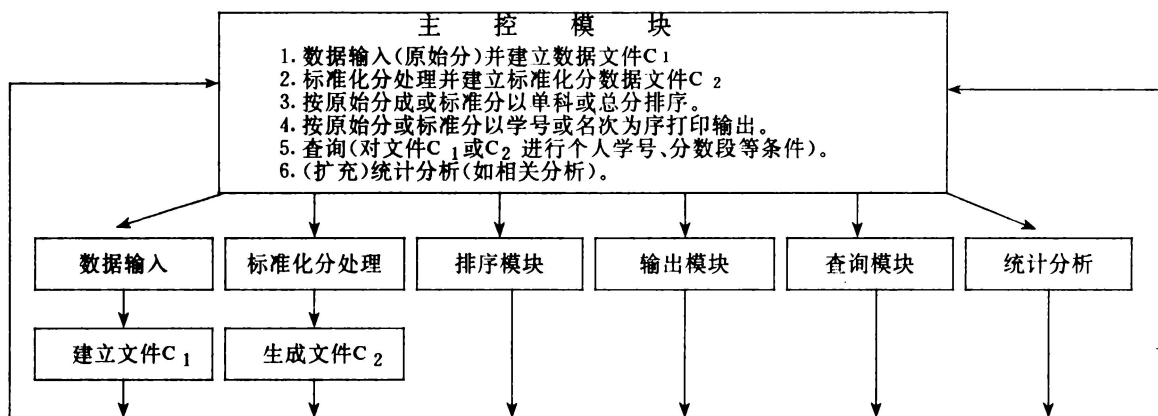 主 控 模 块
1. 数据输入(原始分)并建立数据文件C1
2. 标准化分处理并建立标准化分数据文件C2
3. 按原始分成或标准分以单科或总分排序。
4. 按原始分或标准分以学号或名次为序打印输出。
5. 查询(对文件C1或C2 进行个人学号、分数段等条件)。
6. (扩充)统计分析(如相关分析)。
数据输入
标准化分处理
排序模块
输出模块
查询模块
统计分析
建立文件C1
生成文件C2